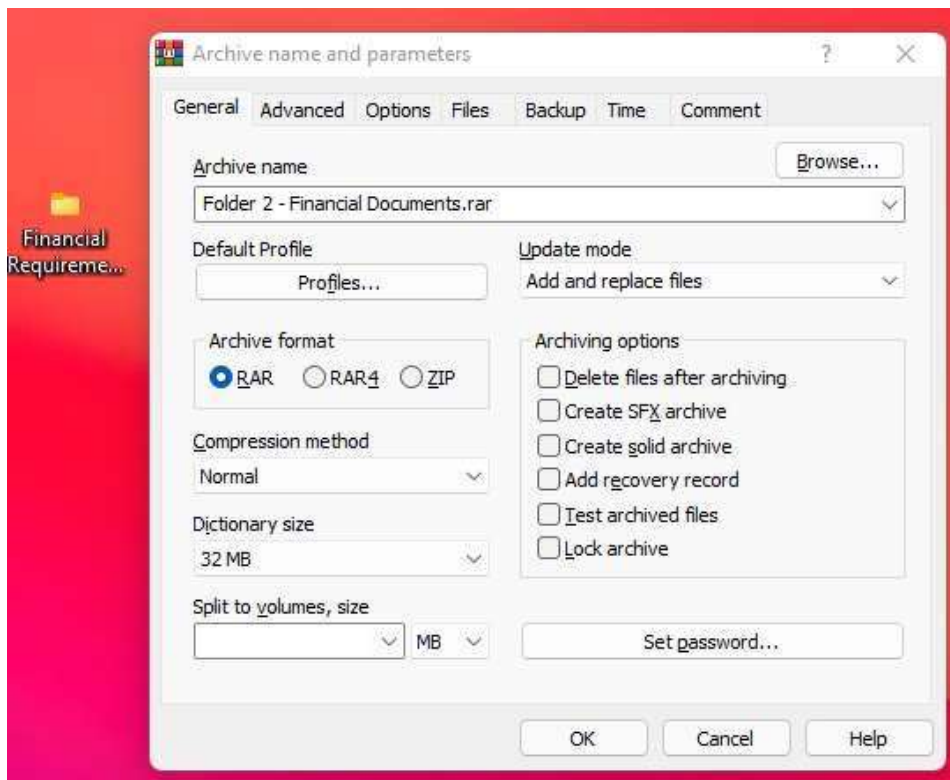 Archive name and parameters
?
General Advanced Options Files Backup Time Comment
Archive name
Browse...
Folder 2 - Financial Documents.rar
Financial
Requireme...
Default Profile
Update mode
Profiles...
Add and replace files
Archive format
Archiving options
RAR RAR4 ZIP
Delete files after archiving
Create SFX archive
Compression method
Create solid archive
Normal
Add recovery record
Dictionary size
Test archived files
32 MB
Lock archive
Split to volumes, size
MB
Set password...
OK Cancel Help